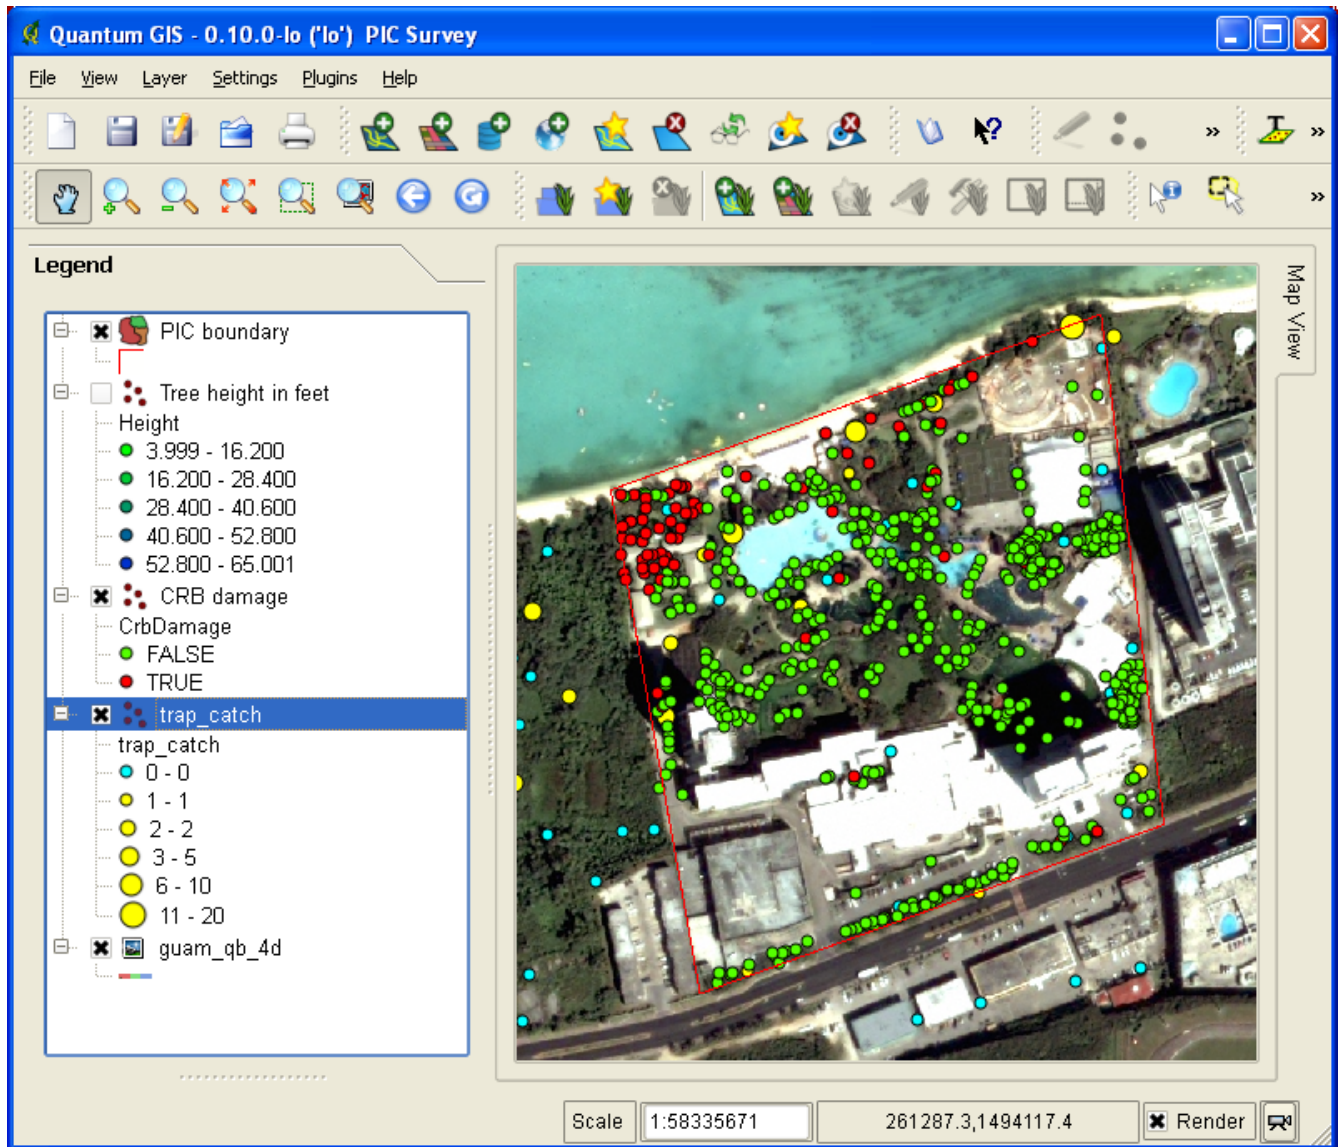 Quantum GIS - 0.10.0-Io ('Io') PIC Survey
File View Layer Settings Plugins Help
Legend
Map View
PIC boundary
Tree height in feet
Height
3.999 - 16.200
16.200 - 28.400
28.400 - 40.600
40.600 - 52.800
52.800 - 65.001
CRB damage
CrbDamage
FALSE
TRUE
trap_catch
trap_catch
0 - 0
1 - 1
2 - 2
3 - 5
6 - 10
11 - 20
guam_qb_4d
Scale 1:58335671 261287.3,1494117.4 Render